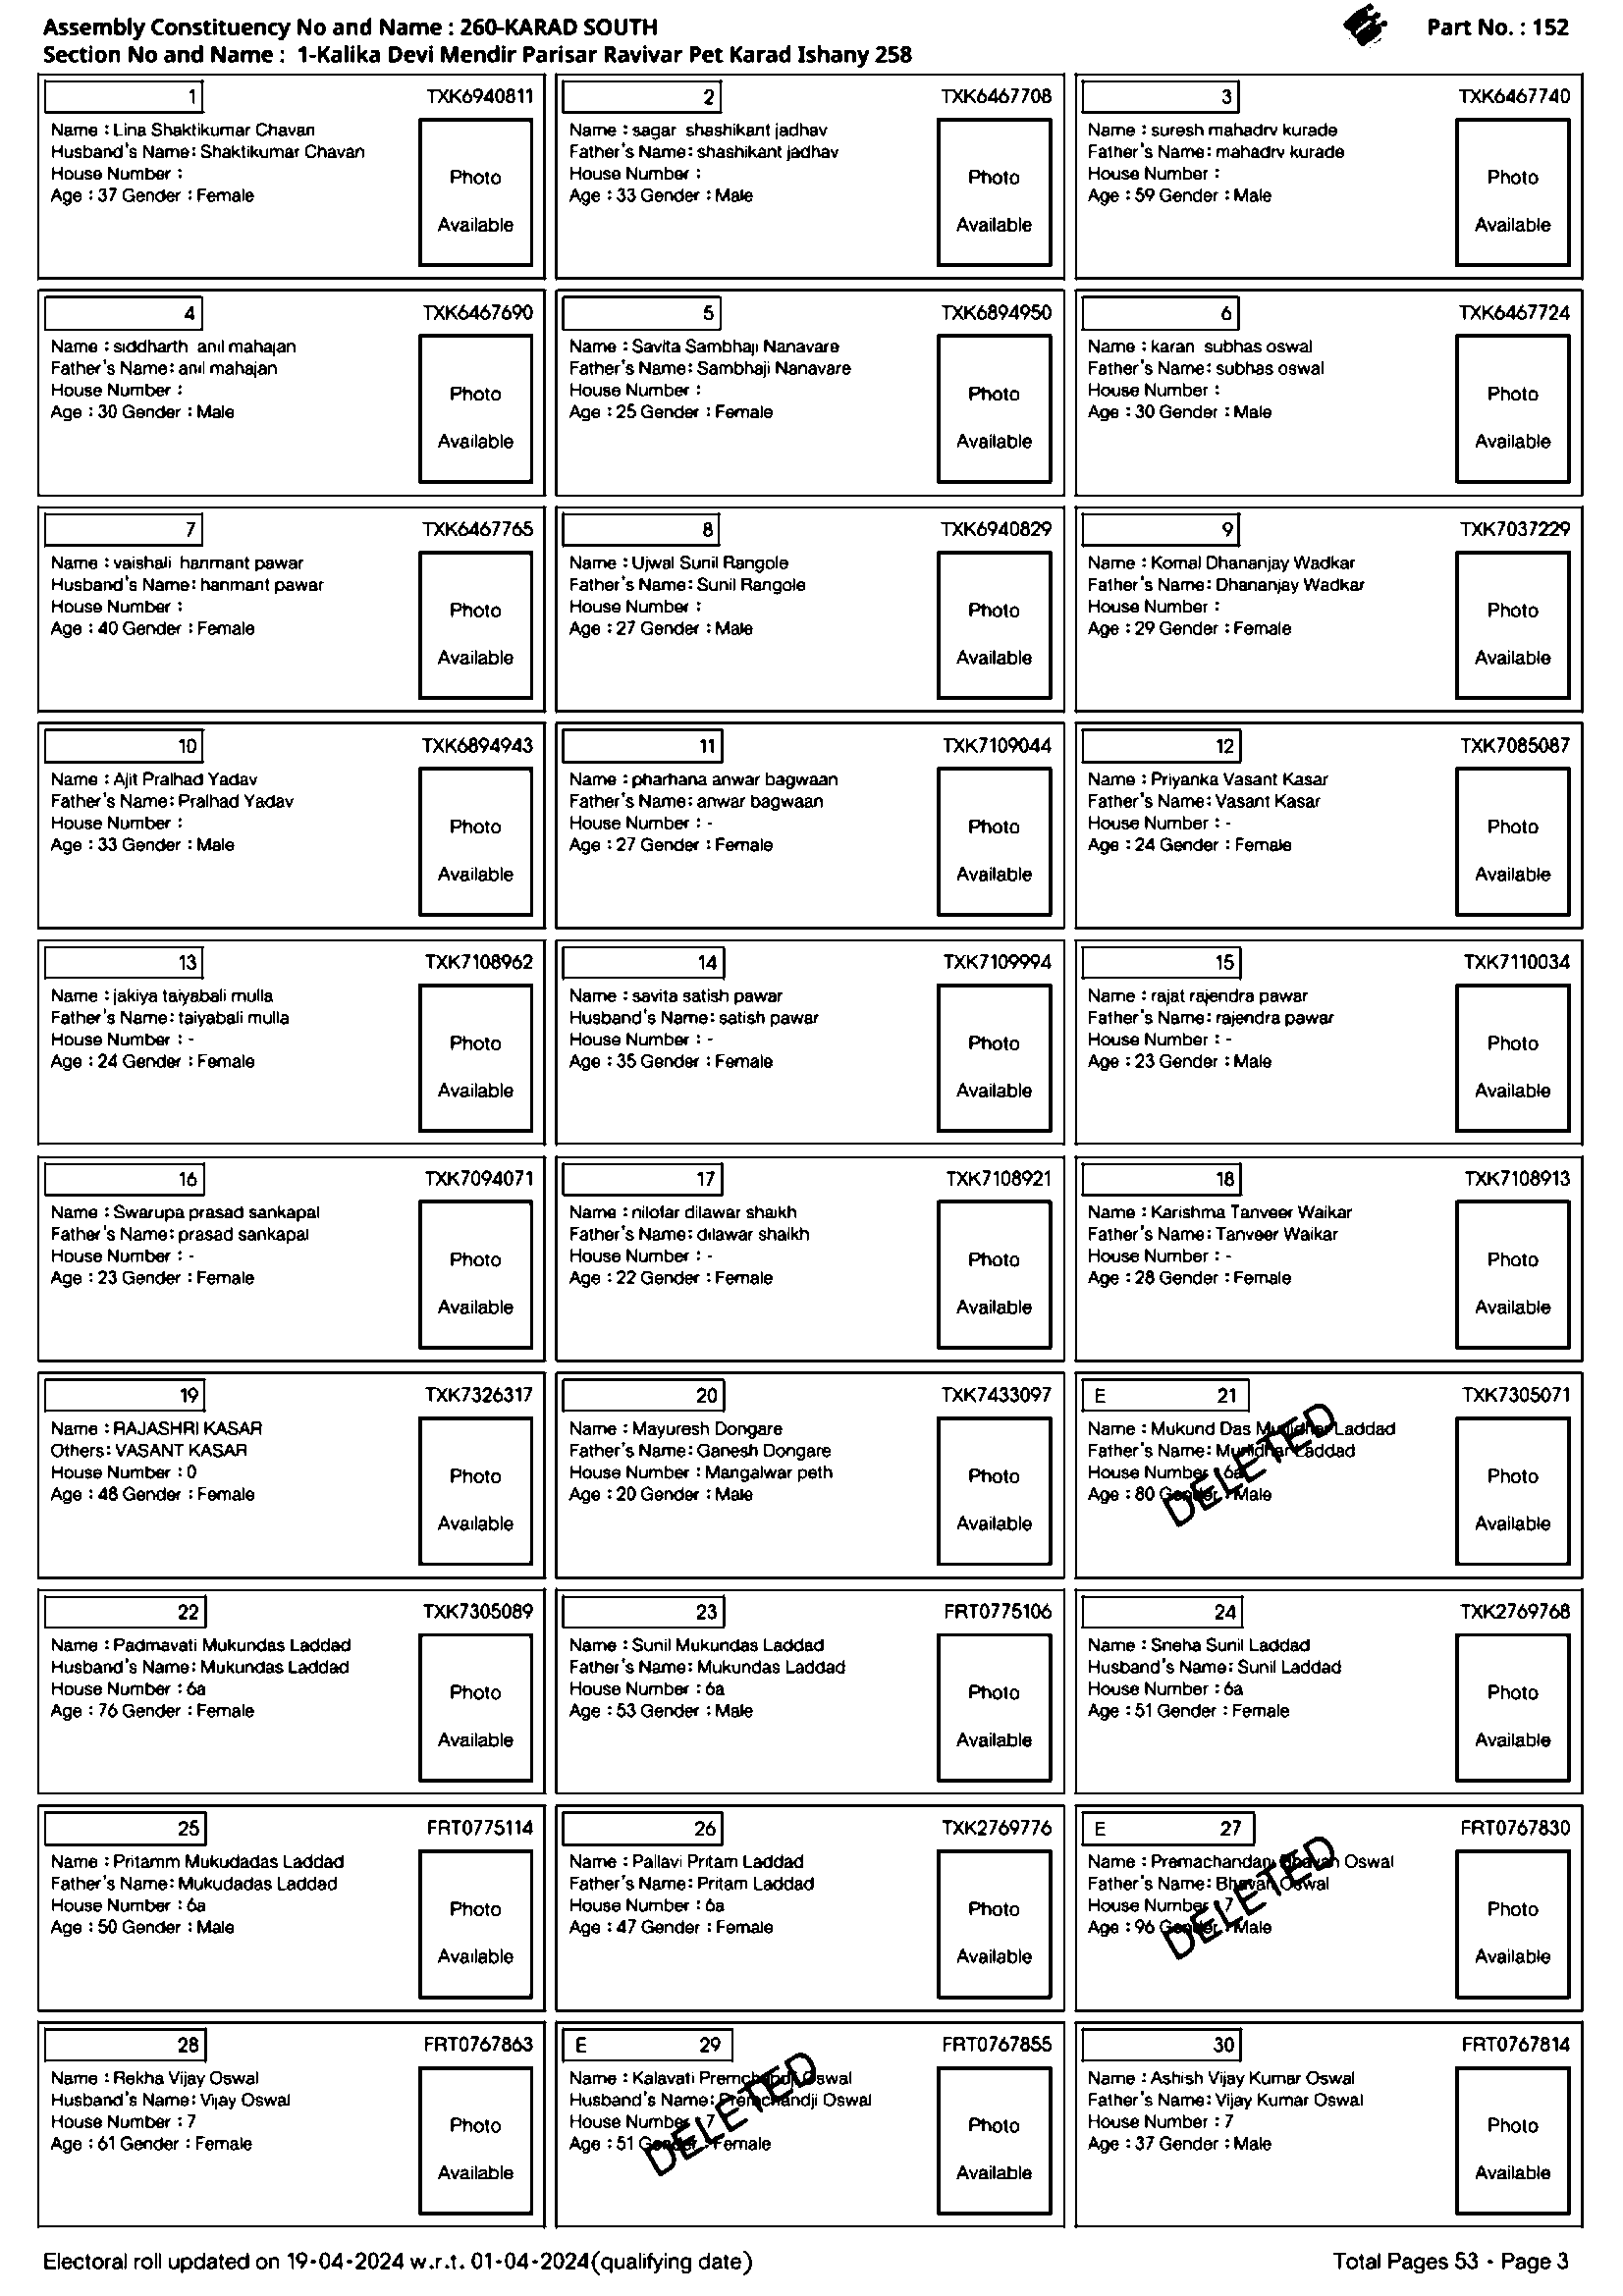 Assembly Constituency No and Name : 260-KARAD SOUTH
Part No. : 152
Section No and Name : 1-Kalika Devi Mendir Parisar Ravivar Pet Karad Ishany 258
1
TXK6940811
Name : Lina Shaktikumar Chavan
Husband's Name: Shaktikumar Chavan
House Number :
Age : 37 Gender : Female
Photo
Available
2
TXK6467708
Name : sagar shashikant jadhav
Father's Name: shashikant jadhav
House Number :
Age : 33 Gender : Male
Photo
Available
3
TXK6467740
Name : suresh mahadrv kurade
Father's Name: mahadrv kurade
House Number :
Age : 59 Gender : Male
Photo
Available
4
TXK6467690
Name : siddharth anil mahajan
Father's Name: anil mahajan
House Number :
Age : 30 Gender : Male
Photo
Available
5
TXK6894950
Name : Savita Sambhaji Nanavare
Father's Name: Sambhaji Nanavare
House Number :
Age : 25 Gender : Female
Photo
Available
6
TXK6467724
Name : karan subhas oswal
Father's Name: subhas oswal
House Number :
Age : 30 Gender : Male
Photo
Available
7
TXK6467765
Name : vaishali hanmant pawar
Husband's Name: hanmant pawar
House Number :
Age : 40 Gender : Female
Photo
Available
8
TXK6940829
Name : Ujwal Sunil Rangole
Father's Name: Sunil Rangole
House Number :
Age : 27 Gender : Male
Photo
Available
9
TXK7037229
Name : Komal Dhananjay Wadkar
Father's Name: Dhananjay Wadkar
House Number :
Age : 29 Gender : Female
Photo
Available
10
TXK6894943
Name : Ajit Pralhad Yadav
Father's Name: Pralhad Yadav
House Number :
Age : 33 Gender : Male
Photo
Available
11
TXK7109044
Name : pharhana anwar bagwaan
Father's Name: anwar bagwaan
House Number : -
Age : 27 Gender : Female
Photo
Available
12
TXK7085087
Name : Priyanka Vasant Kasar
Father's Name: Vasant Kasar
House Number : -
Age : 24 Gender : Female
Photo
Available
13
TXK7108962
Name : jakiya taiyabali mulla
Father's Name: taiyabali mulla
House Number : -
Age : 24 Gender : Female
Photo
Available
14
TXK7109994
Name : savita satish pawar
Husband's Name: satish pawar
House Number : -
Age : 35 Gender : Female
Photo
Available
15
TXK7110034
Name : rajat rajendra pawar
Father's Name: rajendra pawar
House Number : -
Age : 23 Gender : Male
Photo
Available
16
TXK7094071
Name : Swarupa prasad sankapal
Father's Name: prasad sankapal
House Number : -
Age : 23 Gender : Female
Photo
Available
17
TXK7108921
Name : nilofar dilawar shaikh
Father's Name: dilawar shaikh
House Number : -
Age : 22 Gender : Female
Photo
Available
18
TXK7108913
Name : Karishma Tanveer Waikar
Father's Name: Tanveer Waikar
House Number : -
Age : 28 Gender : Female
Photo
Available
19
TXK7326317
Name : RAJASHRI KASAR
Others: VASANT KASAR
House Number : 0
Age : 48 Gender : Female
Photo
Available
20
TXK7433097
Name : Mayuresh Dongare
Father's Name: Ganesh Dongare
House Number : Mangalwar peth
Age : 20 Gender : Male
Photo
Available
E 21
TXK7305071
Name : Mukund Das Murlidhar Laddad
Father's Name: Murlidhar Laddad
House Number : 6a
Age : 80 Gender : Male
DELETED
Photo
Available
22
TXK7305089
Name : Padmavati Mukundas Laddad
Husband's Name: Mukundas Laddad
House Number : 6a
Age : 76 Gender : Female
Photo
Available
23
FRT0775106
Name : Sunil Mukundas Laddad
Father's Name: Mukundas Laddad
House Number : 6a
Age : 53 Gender : Male
Photo
Available
24
TXK2769768
Name : Sneha Sunil Laddad
Husband's Name: Sunil Laddad
House Number : 6a
Age : 51 Gender : Female
Photo
Available
25
FRT0775114
Name : Pritamm Mukudadas Laddad
Father's Name: Mukudadas Laddad
House Number : 6a
Age : 50 Gender : Male
Photo
Available
26
TXK2769776
Name : Pallavi Pritam Laddad
Father's Name: Pritam Laddad
House Number : 6a
Age : 47 Gender : Female
Photo
Available
E 27
FRT0767830
Name : Premachandani Oswal
Father's Name: Bhavan Oswal
House Number : 7
Age : 96 Gender : Male
DELETED
Photo
Available
28
FRT0767863
Name : Rekha Vijay Oswal
Husband's Name: Vijay Oswal
House Number : 7
Age : 61 Gender : Female
Photo
Available
E 29
FRT0767855
Name : Kalavati Premchandji Oswal
Husband's Name: Premchandji Oswal
House Number : 7
Age : 51 Gender : Female
DELETED
Photo
Available
30
FRT0767814
Name : Ashish Vijay Kumar Oswal
Father's Name: Vijay Kumar Oswal
House Number : 7
Age : 37 Gender : Male
Photo
Available
Electoral roll updated on 19-04-2024 w.r.t. 01-04-2024(qualifying date)
Total Pages 53 - Page 3